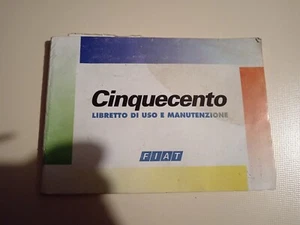 Cinquecento
LIBRETTO DI USO E MANUTENZIONE
FIAT